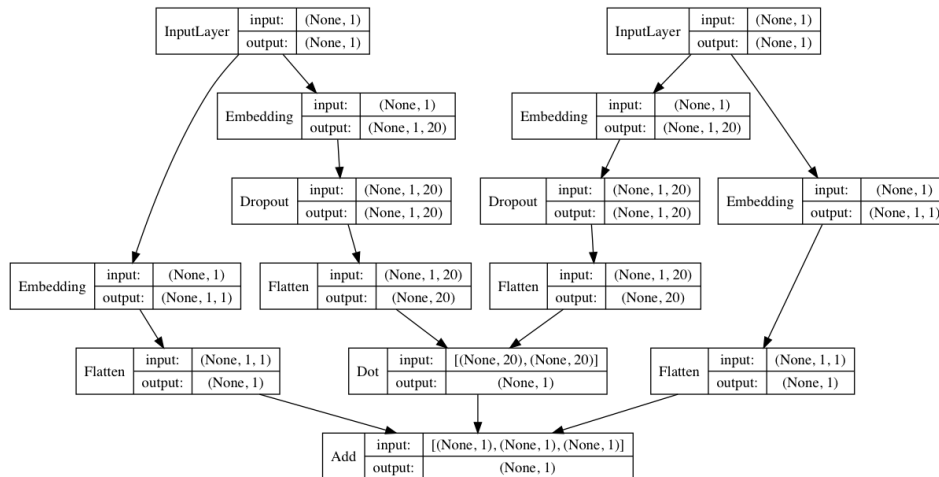 InputLayer input: (None, 1)
output: (None, 1)
InputLayer input: (None, 1)
output: (None, 1)
Embedding input: (None, 1)
output: (None, 1, 20)
Embedding input: (None, 1)
output: (None, 1, 20)
Dropout input: (None, 1, 20)
output: (None, 1, 20)
Dropout input: (None, 1, 20)
output: (None, 1, 20)
Embedding input: (None, 1)
output: (None, 1, 1)
Embedding input: (None, 1)
output: (None, 1, 1)
Flatten input: (None, 1, 20)
output: (None, 20)
Flatten input: (None, 1, 20)
output: (None, 20)
Flatten input: (None, 1, 1)
output: (None, 1)
Dot input: [(None, 20), (None, 20)]
output: (None, 1)
Flatten input: (None, 1, 1)
output: (None, 1)
Add input: [(None, 1), (None, 1), (None, 1)]
output: (None, 1)